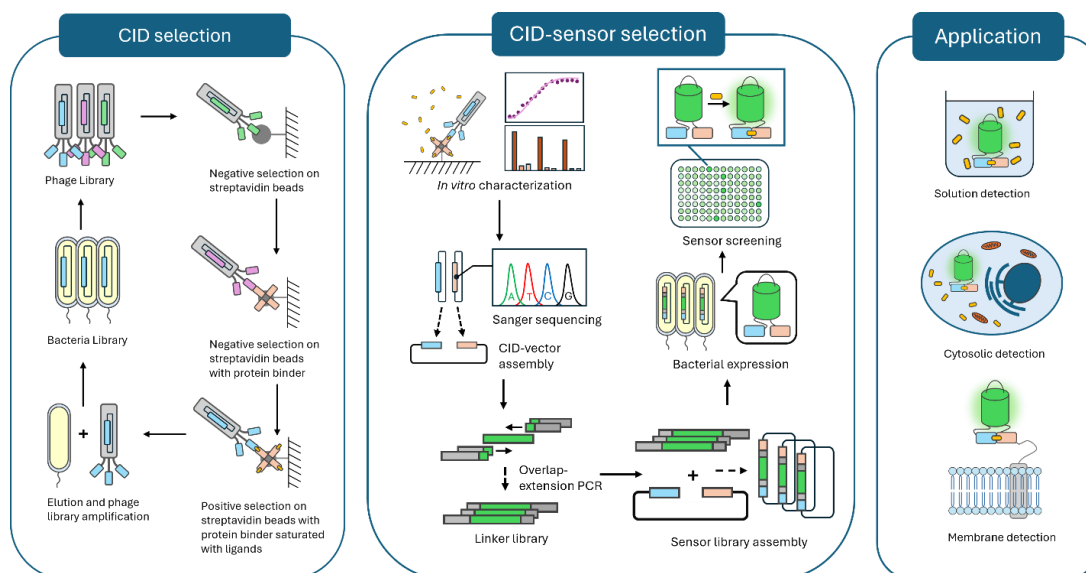 CID selection
Phage Library
Negative selection on
streptavidin beads
Bacteria Library
Negative selection on
streptavidin beads
with protein binder
+
Elution and phage
library amplification
Positive selection on
streptavidin beads with
protein binder saturated
with ligands
CID-sensor selection
In vitro characterization
A T C G
Sanger sequencing
CID-vector
assembly
Overlap-
extension PCR
Linker library
Sensor screening
Bacterial expression
+
Sensor library assembly
Application
Solution detection
Cytosolic detection
Membrane detection